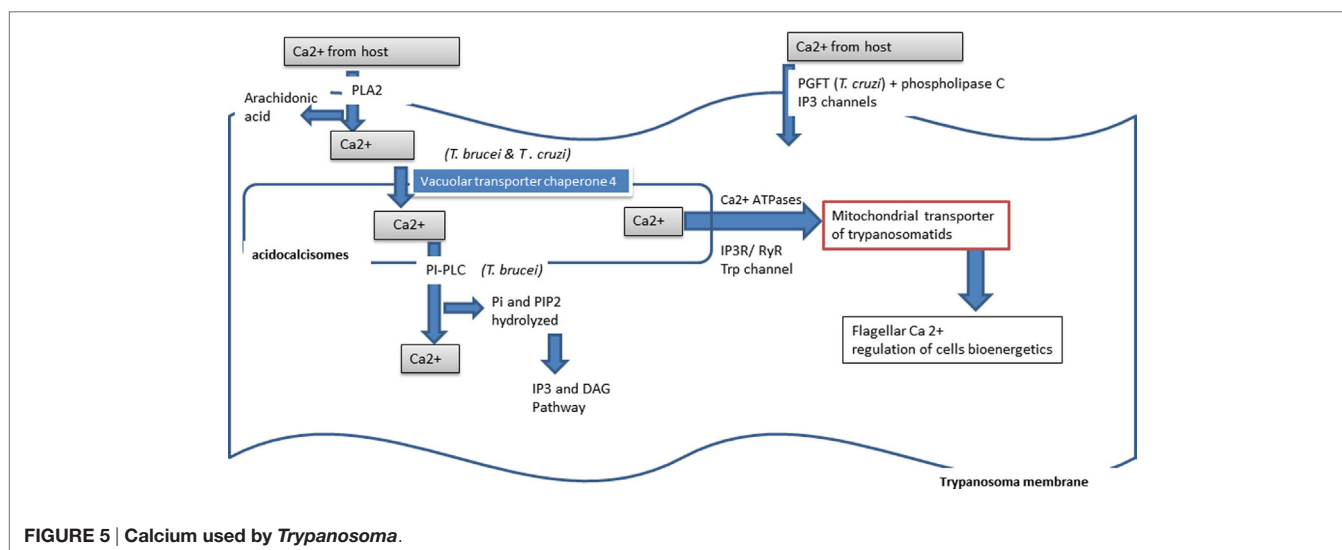 Ca2+ from host
PLA2
Arachidonic
acid
Ca2+
(T. brucei & T. cruzi)
Vacuolar transporter chaperone 4
Ca2+
acidocalcisomes
PI-PLC (T. brucei)
Pi and PIP2
hydrolyzed
Ca2+
IP3 and DAG
Pathway
Ca2+ from host
PGFT (T. cruzi) + phospholipase C
IP3 channels
Ca2+
Ca2+ ATPases
IP3R/ RyR
Trp channel
Mitochondrial transporter
of trypanosomatids
Flagellar Ca 2+
regulation of cells bioenergetics
Trypanosoma membrane
FIGURE 5 | Calcium used by Trypanosoma.